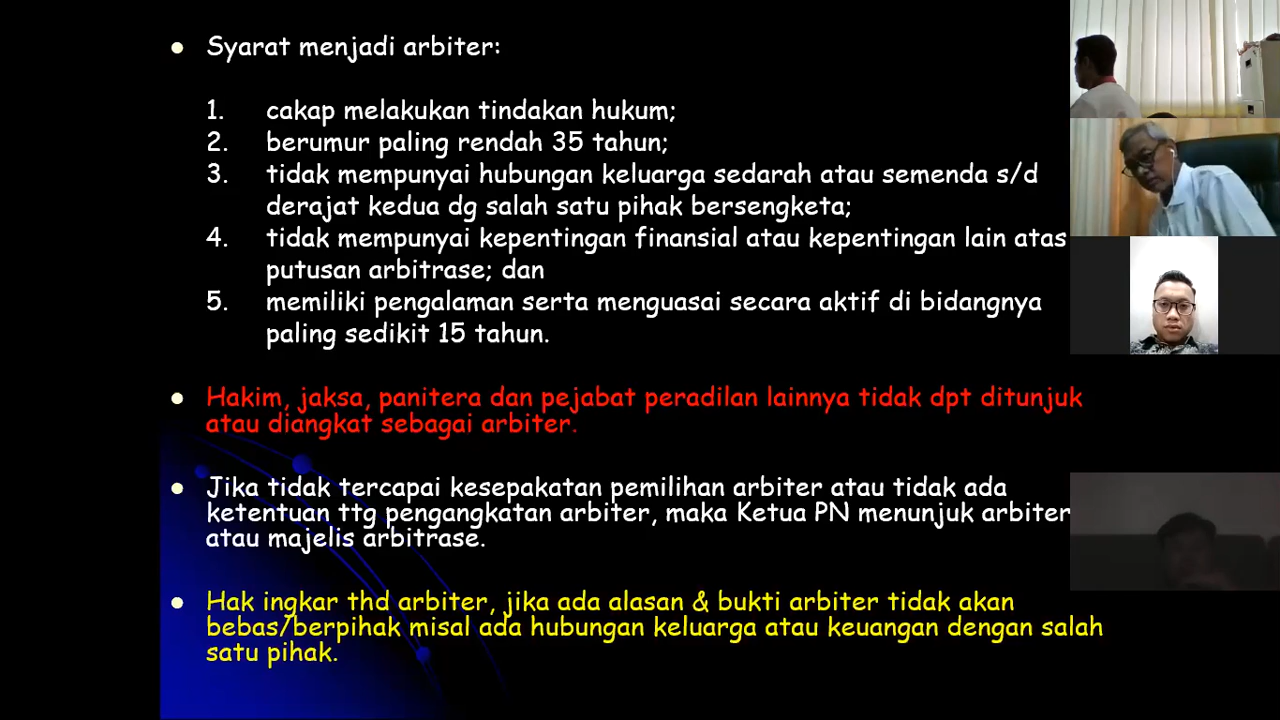 Syarat menjadi arbiter:
1. cakap melakukan tindakan hukum;
2. berumur paling rendah 35 tahun;
3. tidak mempunyai hubungan keluarga sedarah atau semenda s/d
derajat kedua dg salah satu pihak bersengketa;
4. tidak mempunyai kepentingan finansial atau kepentingan lain atas
putusan arbitrase; dan
5. memiliki pengalaman serta menguasai secara aktif di bidangnya
paling sedikit 15 tahun.
Hakim, jaksa, panitera dan pejabat peradilan lainnya tidak dpt ditunjuk
atau diangkat sebagai arbiter.
Jika tidak tercapai kesepakatan pemilihan arbiter atau tidak ada
ketentuan ttg pengangkatan arbiter, maka Ketua PN menunjuk arbiter
atau majelis arbitrase.
Hak ingkar thd arbiter, jika ada alasan & bukti arbiter tidak akan
bebas/berpihak misal ada hubungan keluarga atau keuangan dengan salah
satu pihak.